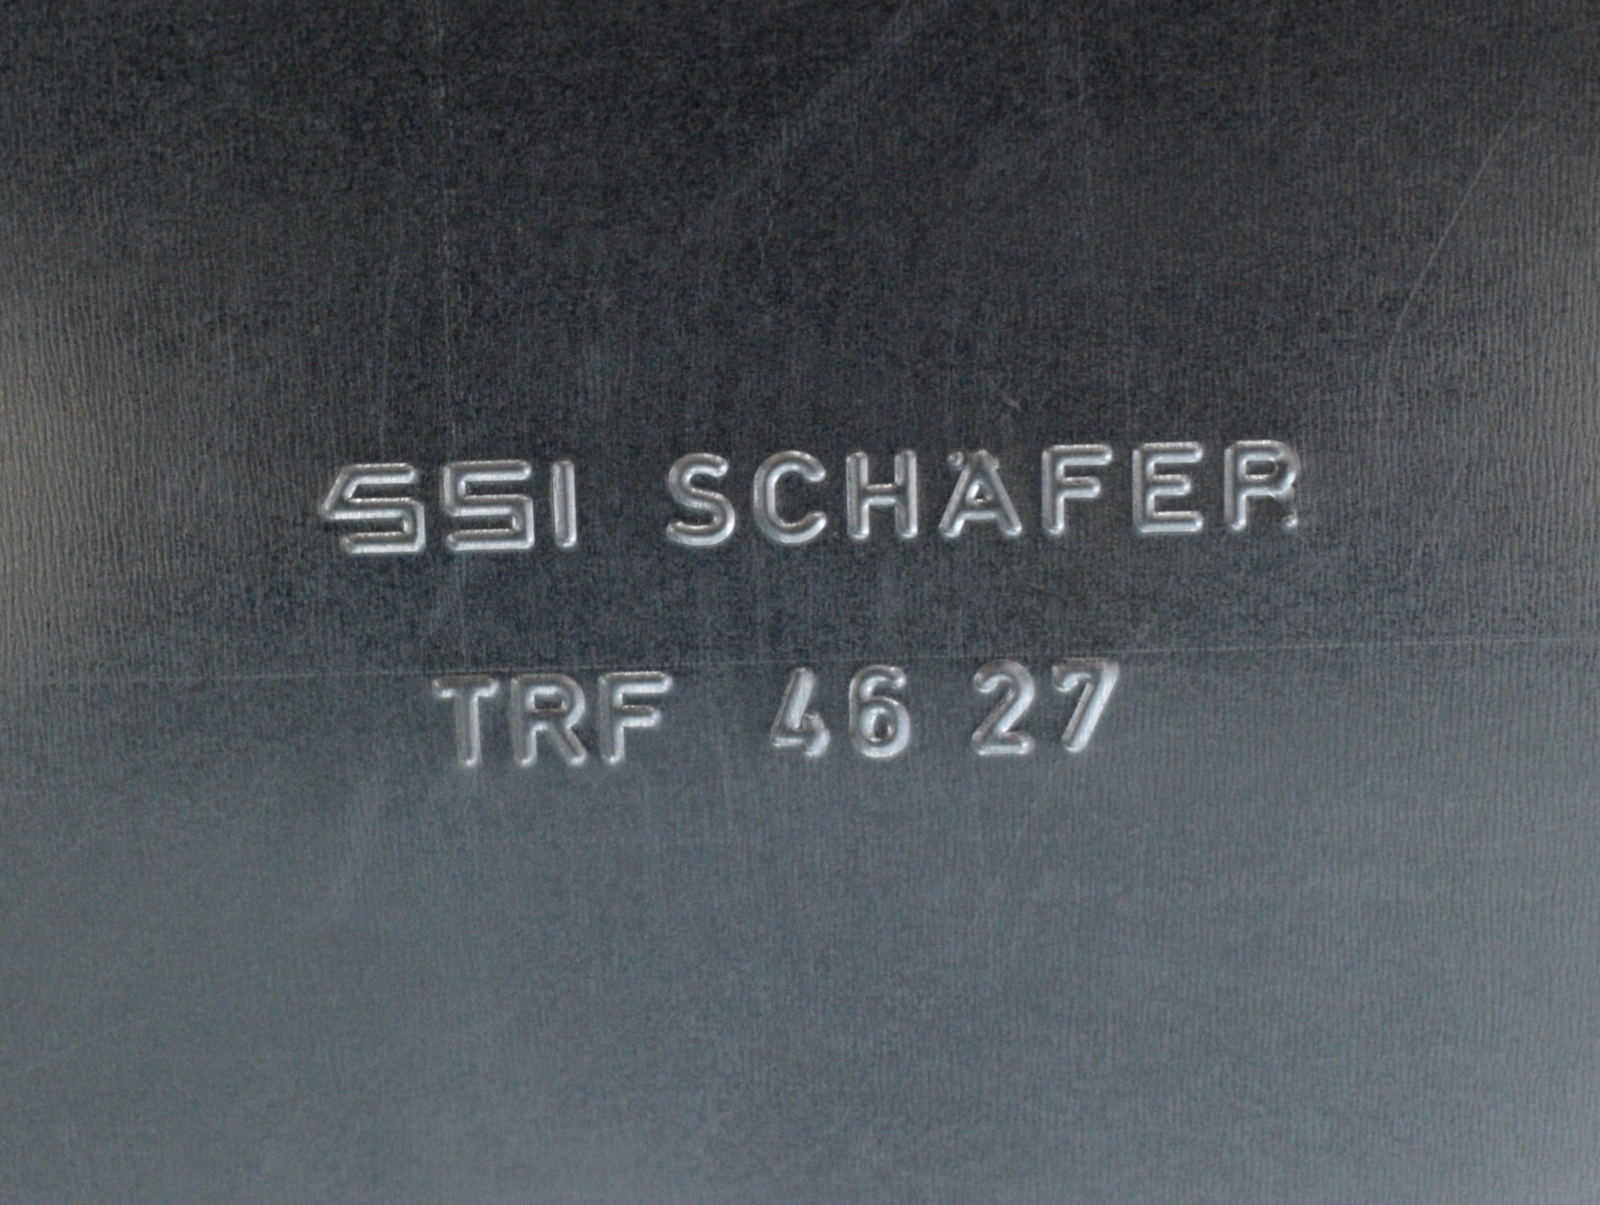 SSI SCHÄFER
TRF 46 27